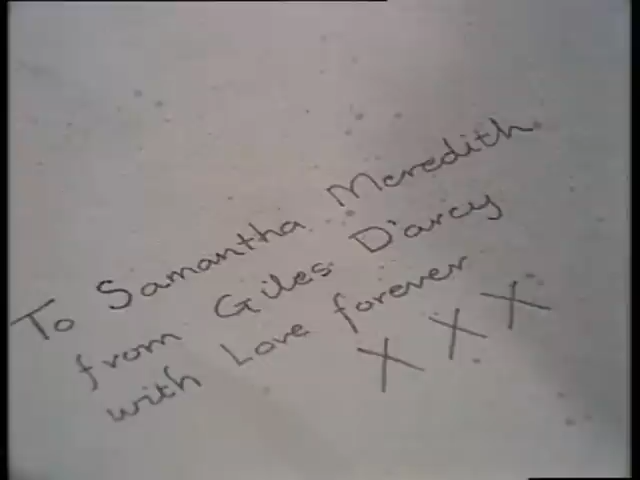 To Samantha Meredith
from Giles D'arcy
with Love forever
X X X